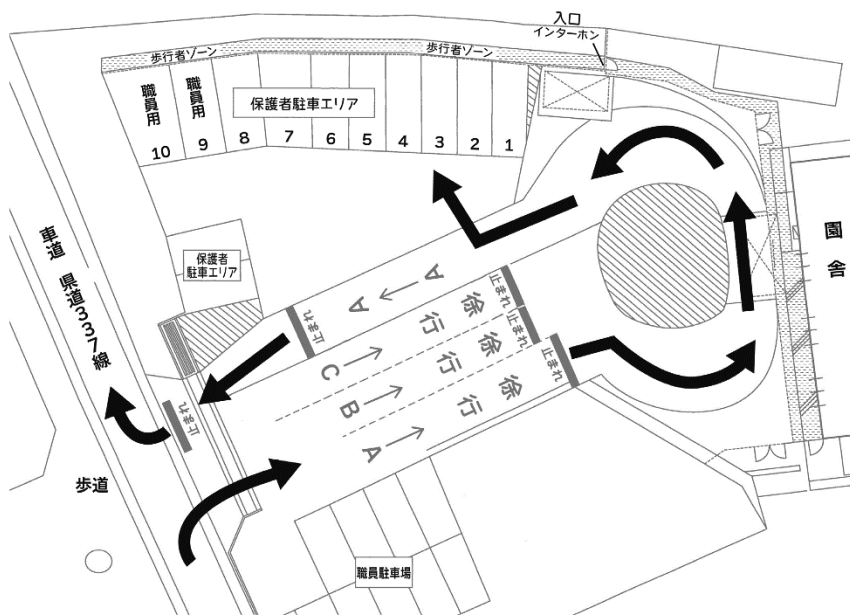 入口
インターホン
歩行者ゾーン
歩行者ゾーン
職員用
職員用
保護者駐車エリア
10
9
8
7
6
5
4
3
2
1
車道 県道337線
保護者
駐車エリア
園舎
A
A
徐行
止まれ
止まれ
C
徐行
止まれ
B
徐行
止まれ
A
止まれ
歩道
職員駐車場